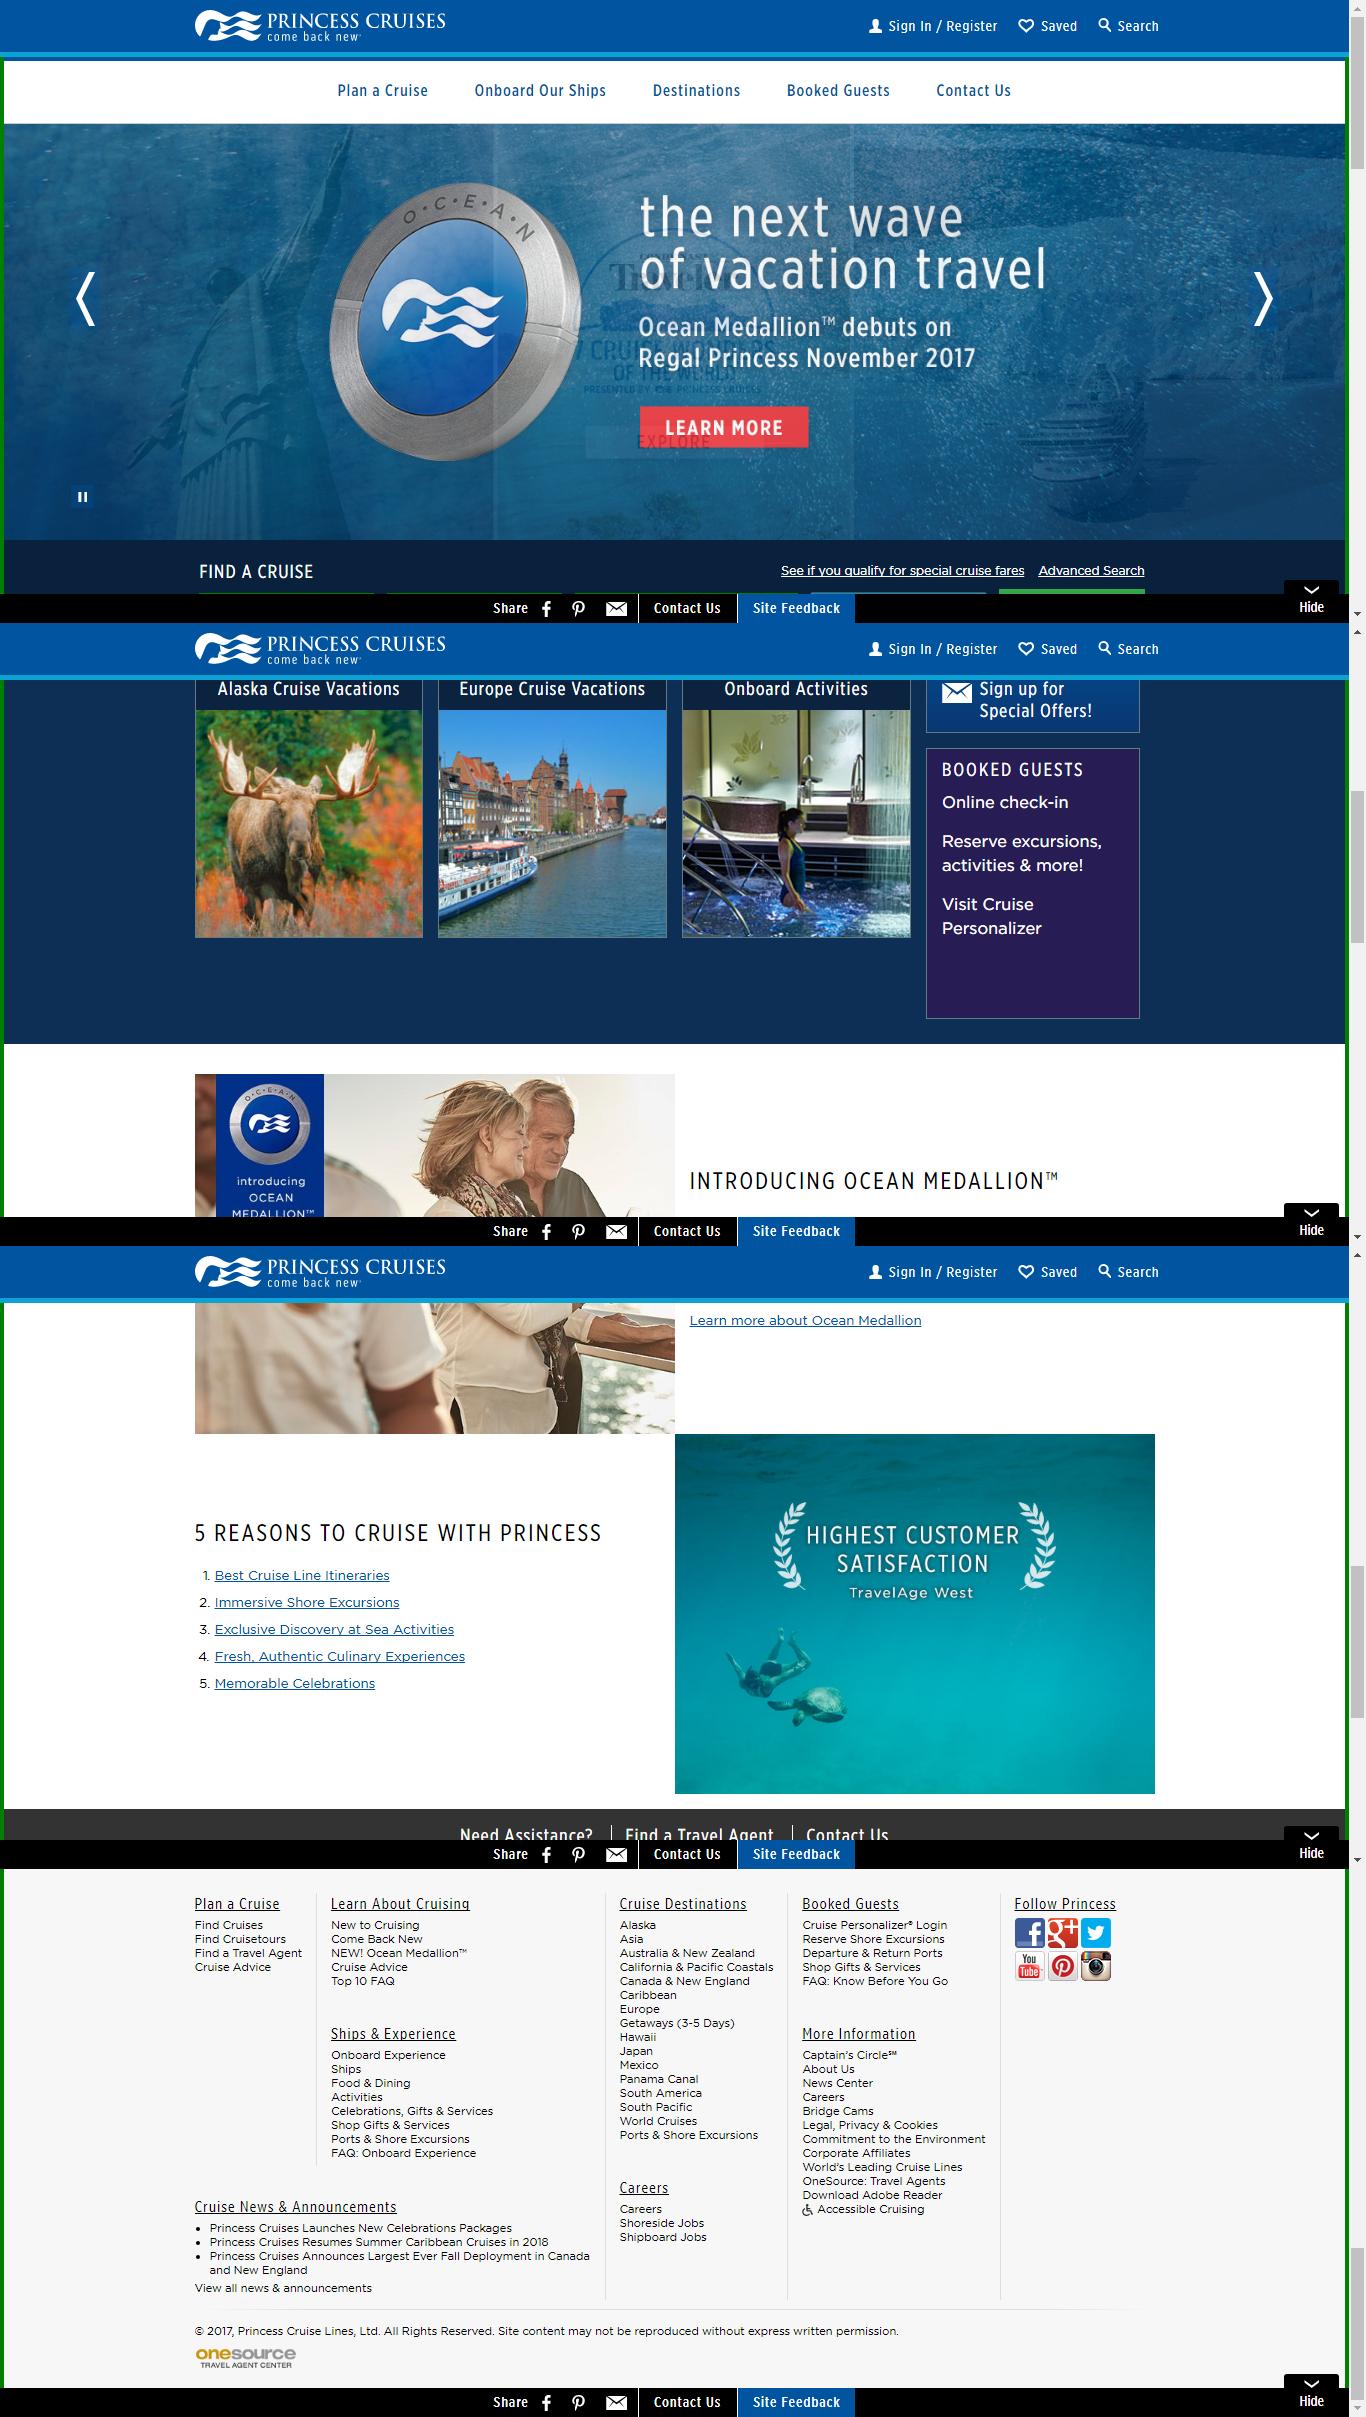 PRINCESS CRUISES
come back new
Sign In / Register
Saved
Search
Plan a Cruise
Onboard Our Ships
Destinations
Booked Guests
Contact Us
OCEAN
the next wave
of vacation travel
Ocean Medallion™ debuts on
Regal Princess November 2017
CRUISE WONDERS
OF THE WORLD
PRESENTED BY PRINCESS CRUISES
LEARN MORE
EXPLORE
FIND A CRUISE
See if you qualify for special cruise fares
Advanced Search
Share
Contact Us
Site Feedback
Hide
PRINCESS CRUISES
come back new
Sign In / Register
Saved
Search
Alaska Cruise Vacations
Europe Cruise Vacations
Onboard Activities
Sign up for
Special Offers!
BOOKED GUESTS
Online check-in
Reserve excursions,
activities & more!
Visit Cruise
Personalizer
OCEAN
introducing
OCEAN
MEDALLION™
INTRODUCING OCEAN MEDALLION™
Share
Contact Us
Site Feedback
Hide
PRINCESS CRUISES
come back new
Sign In / Register
Saved
Search
Learn more about Ocean Medallion
5 REASONS TO CRUISE WITH PRINCESS
1. Best Cruise Line Itineraries
2. Immersive Shore Excursions
3. Exclusive Discovery at Sea Activities
4. Fresh, Authentic Culinary Experiences
5. Memorable Celebrations
HIGHEST CUSTOMER
SATISFACTION
TravelAge West
Need Assistance?
Find a Travel Agent
Contact Us
Share
Contact Us
Site Feedback
Hide
Plan a Cruise
Find Cruises
Find Cruisetours
Find a Travel Agent
Cruise Advice
Learn About Cruising
New to Cruising
Come Back New
NEW! Ocean Medallion™
Cruise Advice
Top 10 FAQ
Ships & Experience
Onboard Experience
Ships
Food & Dining
Activities
Celebrations, Gifts & Services
Shop Gifts & Services
Ports & Shore Excursions
FAQ: Onboard Experience
Cruise News & Announcements
• Princess Cruises Launches New Celebrations Packages
• Princess Cruises Resumes Summer Caribbean Cruises in 2018
• Princess Cruises Announces Largest Ever Fall Deployment in Canada
and New England
View all news & announcements
Cruise Destinations
Alaska
Asia
Australia & New Zealand
California & Pacific Coastals
Canada & New England
Caribbean
Europe
Getaways (3-5 Days)
Hawaii
Japan
Mexico
Panama Canal
South America
South Pacific
World Cruises
Ports & Shore Excursions
Careers
Careers
Shoreside Jobs
Shipboard Jobs
Booked Guests
Cruise Personalizer® Login
Reserve Shore Excursions
Departure & Return Ports
Shop Gifts & Services
FAQ: Know Before You Go
More Information
Captain's Circle℠
About Us
News Center
Careers
Bridge Cams
Legal, Privacy & Cookies
Commitment to the Environment
Corporate Affiliates
World's Leading Cruise Lines
OneSource: Travel Agents
Download Adobe Reader
Accessible Cruising
Follow Princess
You
Tube
© 2017, Princess Cruise Lines, Ltd. All Rights Reserved. Site content may not be reproduced without express written permission.
onesource
TRAVEL AGENT CENTER
Share
Contact Us
Site Feedback
Hide